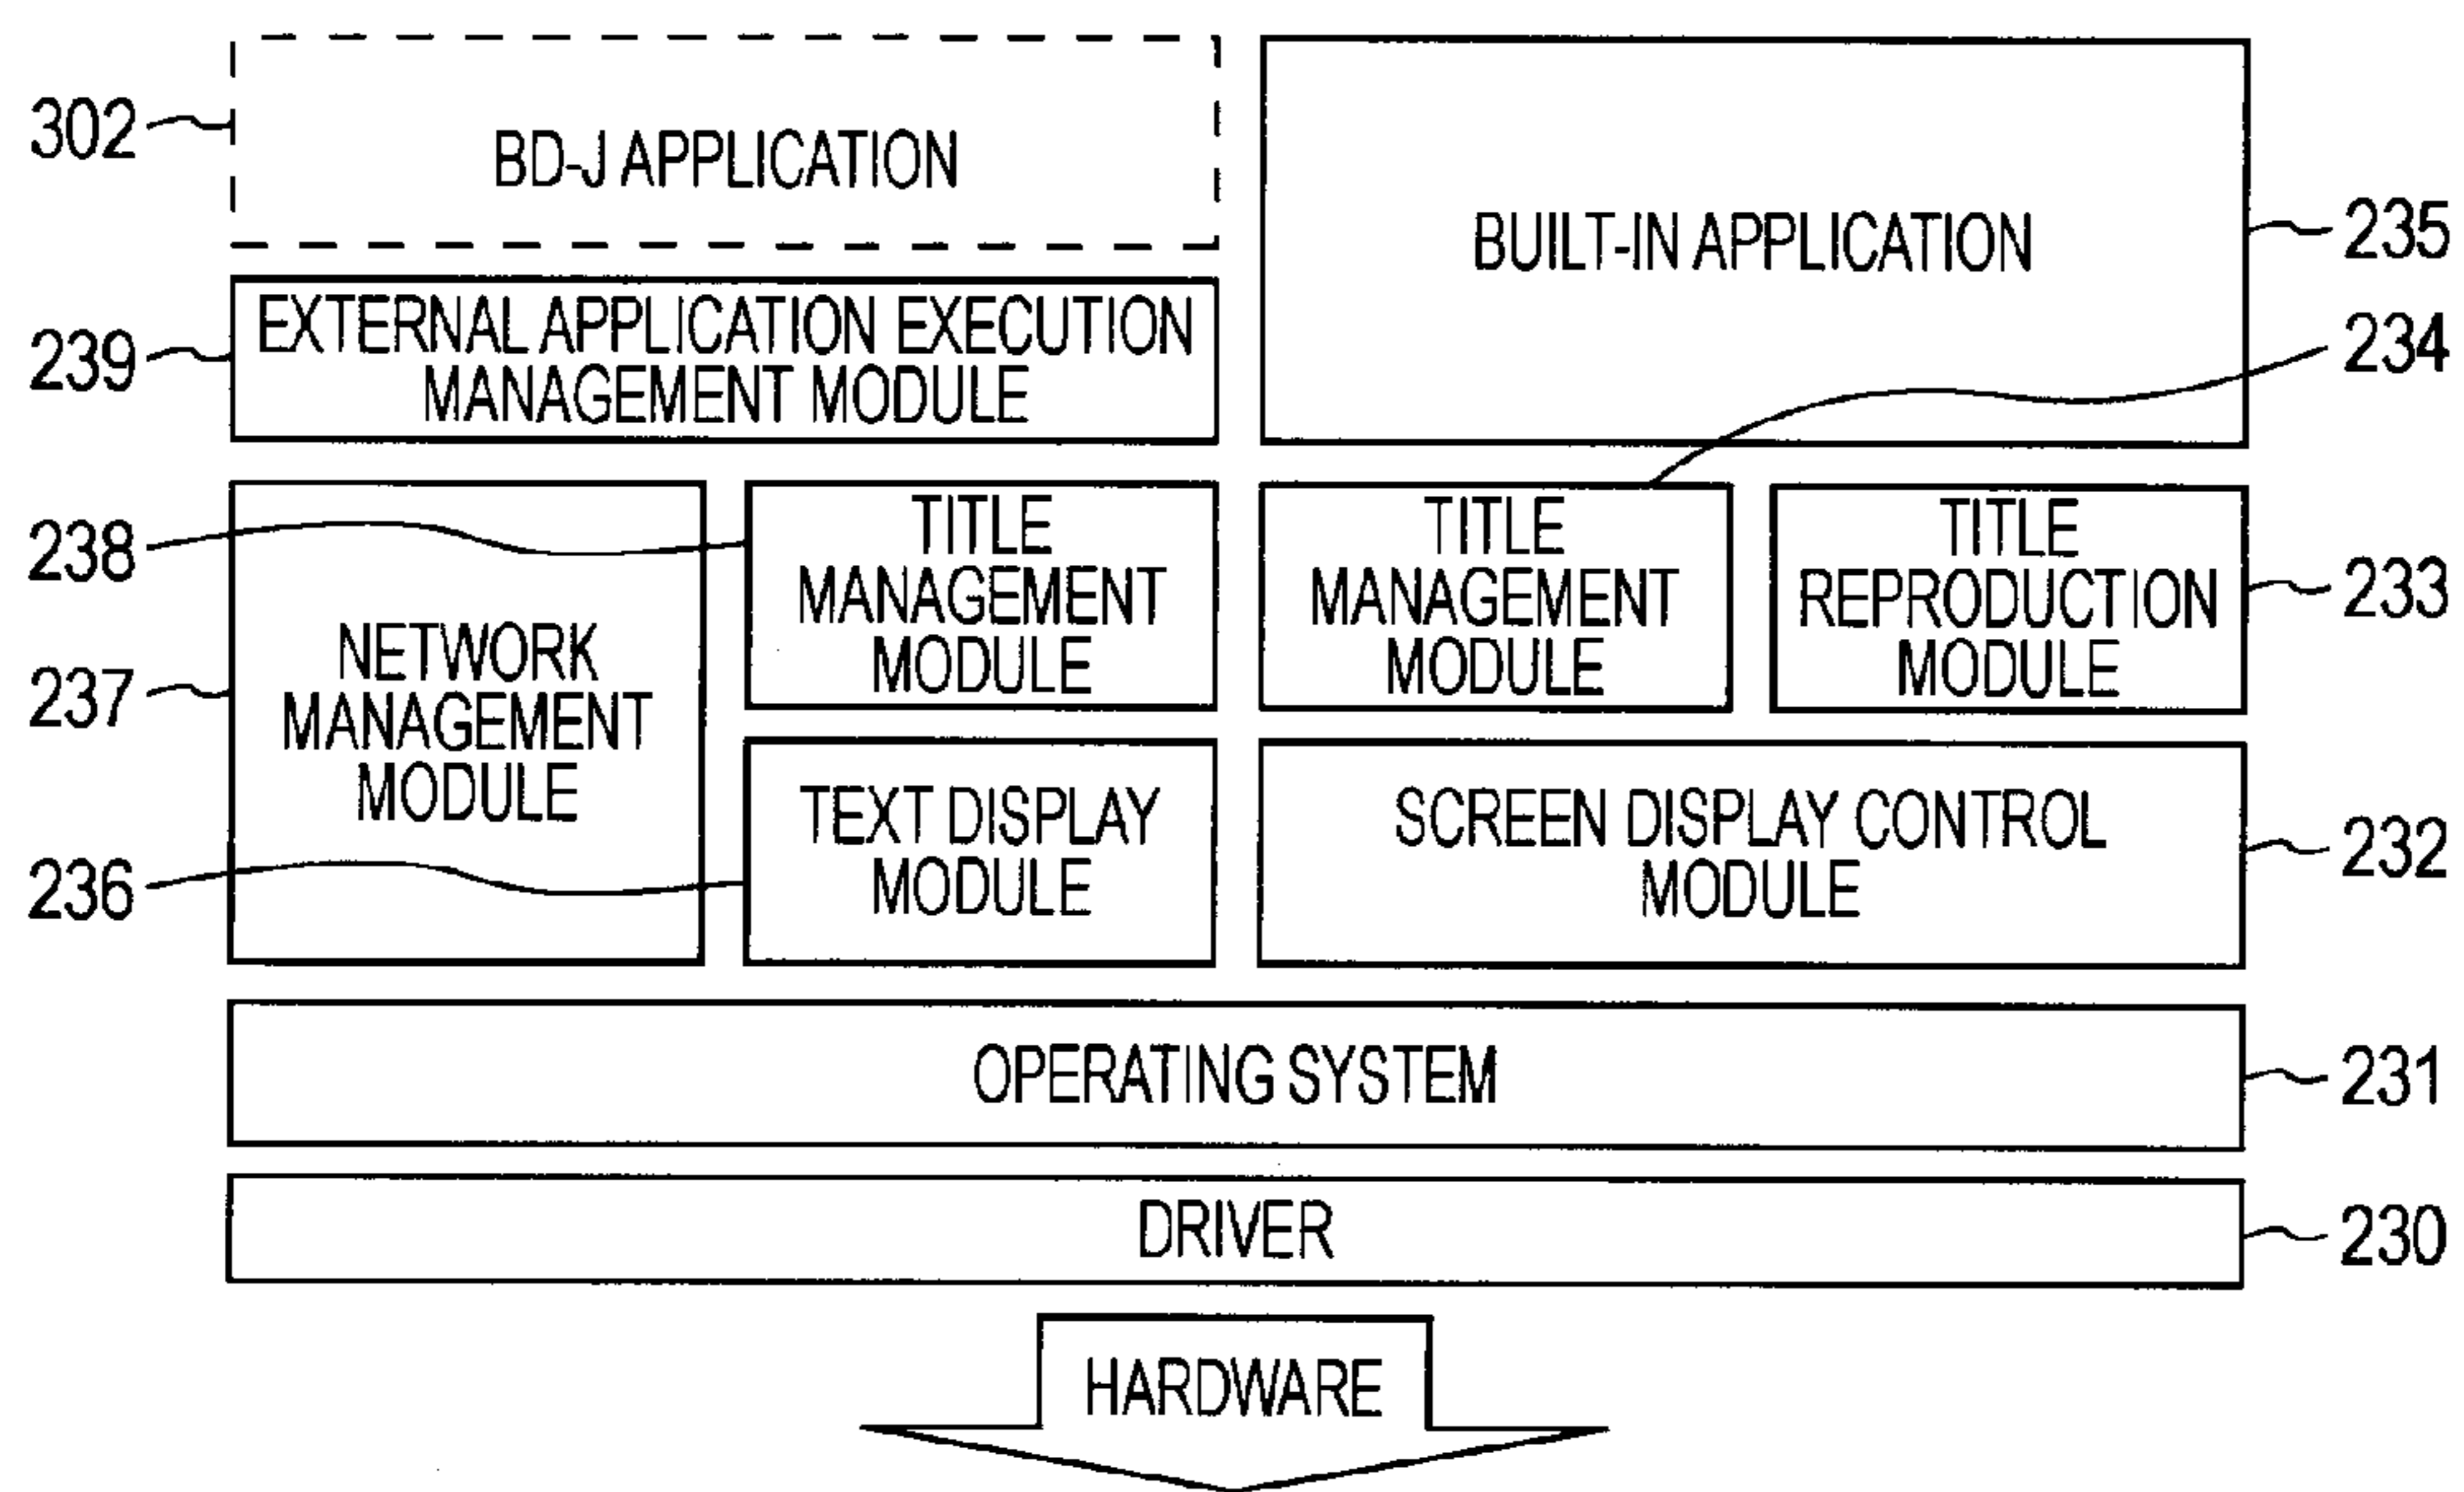 302
BD-J APPLICATION
BUILT-IN APPLICATION
235
239
EXTERNAL APPLICATION EXECUTION
MANAGEMENT MODULE
234
238
TITLE
MANAGEMENT
MODULE
TITLE
MANAGEMENT
MODULE
TITLE
REPRODUCTION
MODULE
233
237
NETWORK
MANAGEMENT
MODULE
236
TEXT DISPLAY
MODULE
SCREEN DISPLAY CONTROL
MODULE
232
OPERATING SYSTEM
231
DRIVER
230
HARDWARE